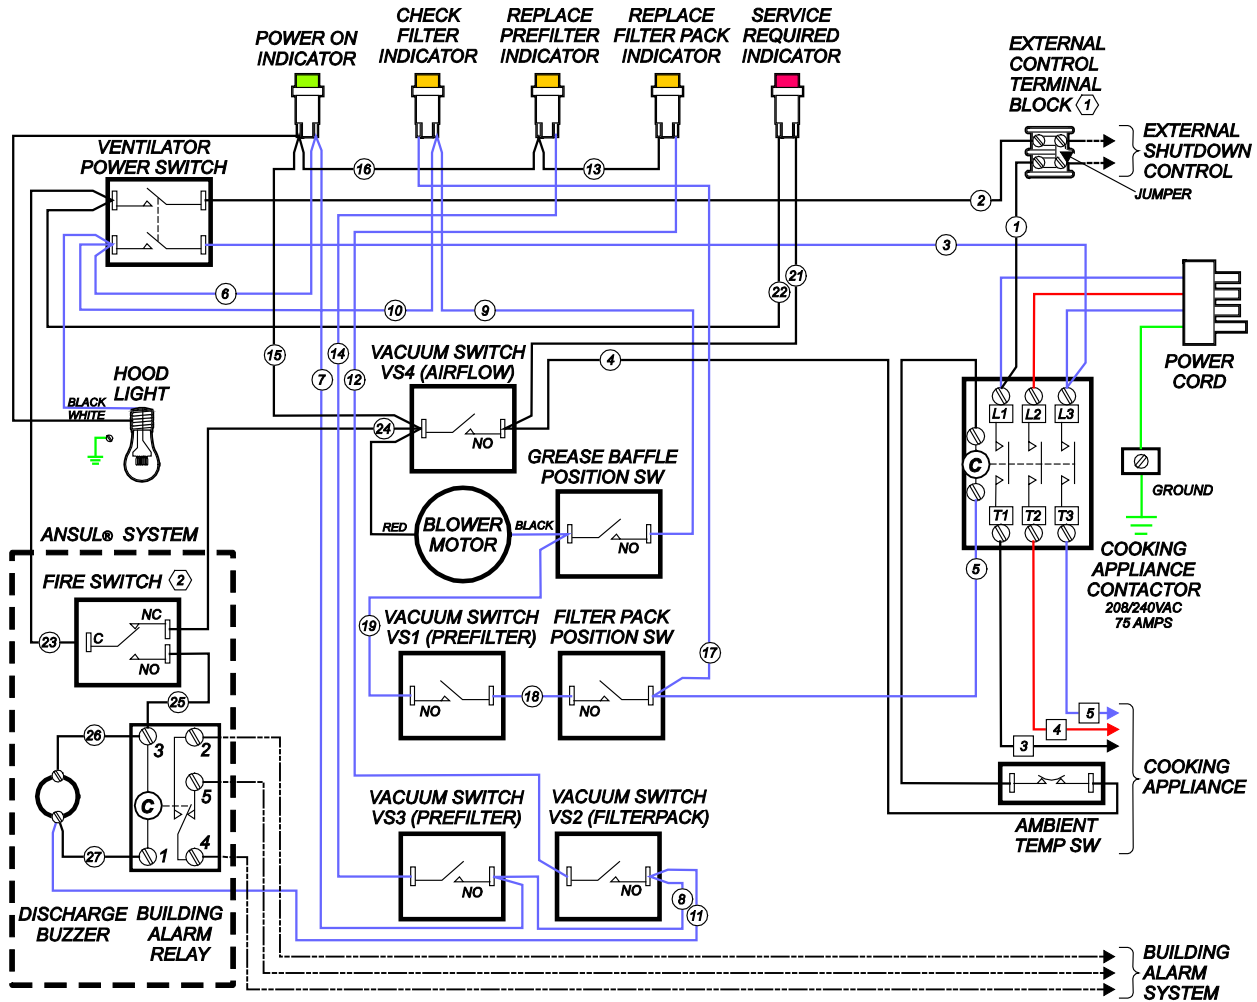 POWER ON
INDICATOR
CHECK
FILTER
INDICATOR
REPLACE
PREFILTER
INDICATOR
REPLACE
FILTER PACK
INDICATOR
SERVICE
REQUIRED
INDICATOR
EXTERNAL
CONTROL
TERMINAL
BLOCK 1
EXTERNAL
SHUTDOWN
CONTROL
JUMPER
VENTILATOR
POWER SWITCH
16
13
2
1
3
6
10
9
21
22
15
14
7
12
4
VACUUM SWITCH
VS4 (AIRFLOW)
NO
24
HOOD
LIGHT
BLACK
WHITE
POWER
CORD
GROUND
L1
L2
L3
C
T1
T2
T3
COOKING
APPLIANCE
CONTACTOR
208/240VAC
75 AMPS
5
GREASE BAFFLE
POSITION SW
NO
RED
BLOWER
MOTOR
BLACK
ANSUL® SYSTEM
FIRE SWITCH 2
NC
C
NO
23
25
VACUUM SWITCH
VS1 (PREFILTER)
NO
19
18
FILTER PACK
POSITION SW
NO
17
26
27
3
2
5
C
1
4
DISCHARGE
BUZZER
BUILDING
ALARM
RELAY
VACUUM SWITCH
VS3 (PREFILTER)
NO
VACUUM SWITCH
VS2 (FILTERPACK)
NO
8
11
5
4
3
COOKING
APPLIANCE
AMBIENT
TEMP SW
BUILDING
ALARM
SYSTEM